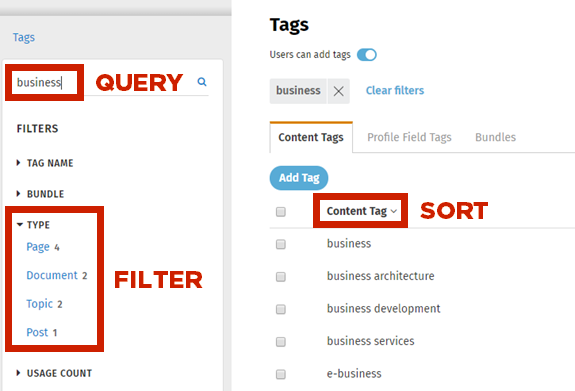 Tags
business QUERY
FILTERS
TAG NAME
BUNDLE
TYPE
Page 4
Document 2
Topic 2
Post 1
FILTER
USAGE COUNT
Tags
Users can add tags
business Clear filters
Content Tags Profile Field Tags Bundles
Add Tag
Content Tag SORT
business
business architecture
business development
business services
e-business